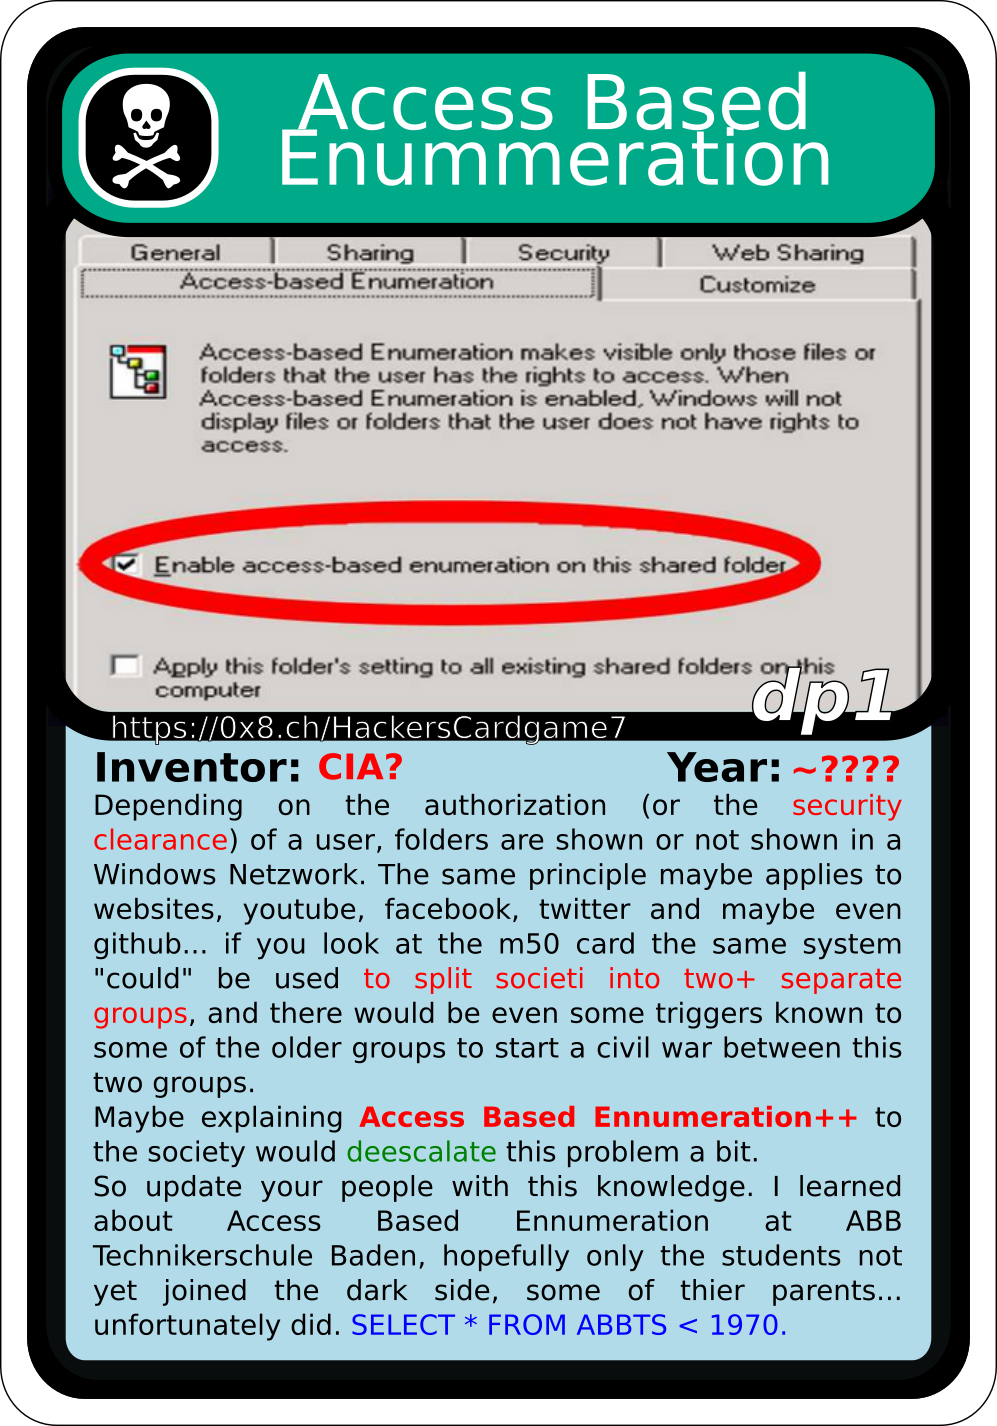 Access Based
Enummeration
General Sharing Security Web Sharing
Access-based Enumeration Customize
Access-based Enumeration makes visible only those files or
folders that the user has the rights to access. When
Access-based Enumeration is enabled, Windows will not
display files or folders that the user does not have rights to
access.
Enable access-based enumeration on this shared folder
Apply this folder's setting to all existing shared folders on this
computer
dp1
https://0x8.ch/HackersCardgame7
Inventor: CIA? Year: ~????
Depending on the authorization (or the security
clearance) of a user, folders are shown or not shown in a
Windows Netzwork. The same principle maybe applies to
websites, youtube, facebook, twitter and maybe even
github... if you look at the m50 card the same system
"could" be used to split societi into two+ separate
groups, and there would be even some triggers known to
some of the older groups to start a civil war between this
two groups.
Maybe explaining Access Based Ennumeration++ to
the society would deescalate this problem a bit.
So update your people with this knowledge. I learned
about Access Based Ennumeration at ABB
Technikerschule Baden, hopefully only the students not
yet joined the dark side, some of thier parents...
unfortunately did. SELECT * FROM ABBTS < 1970.